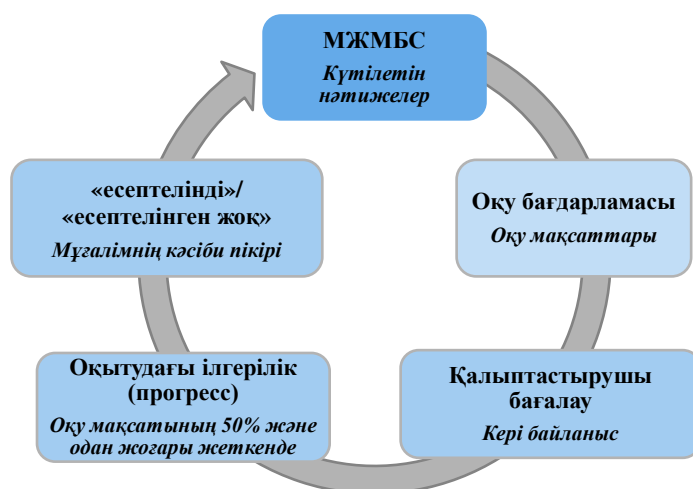 МЖМБС
Күтілетін
нәтижелер
Оқу бағдарламасы
Оқу мақсаттары
Қалыптастырушы
бағалау
Кері байланыс
Оқытудағы ілгерілік
(прогресс)
Оқу мақсатының 50% және
одан жоғары жеткенде
«есептелінді»/
«есептелінген жоқ»
Мұғалімнің кәсіби пікірі